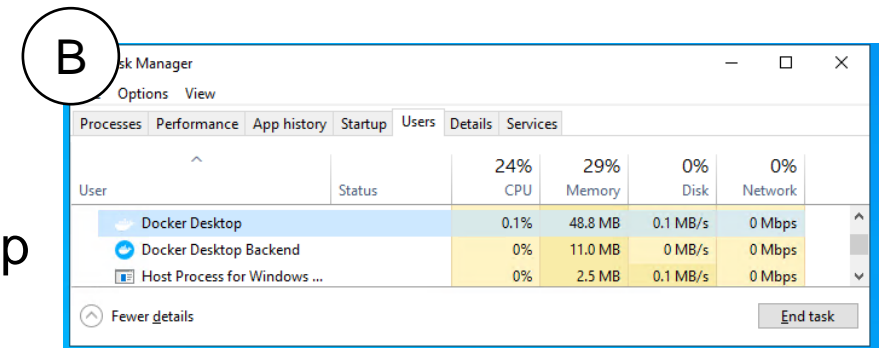 B
sk Manager
Options View
Processes Performance App history Startup Users Details Services
24% 29% 0% 0%
User Status CPU Memory Disk Network
Docker Desktop 0.1% 48.8 MB 0.1 MB/s 0 Mbps
p
Docker Desktop Backend 0% 11.0 MB 0 MB/s 0 Mbps
Host Process for Windows ... 0% 2.5 MB 0.1 MB/s 0 Mbps
Fewer details End task